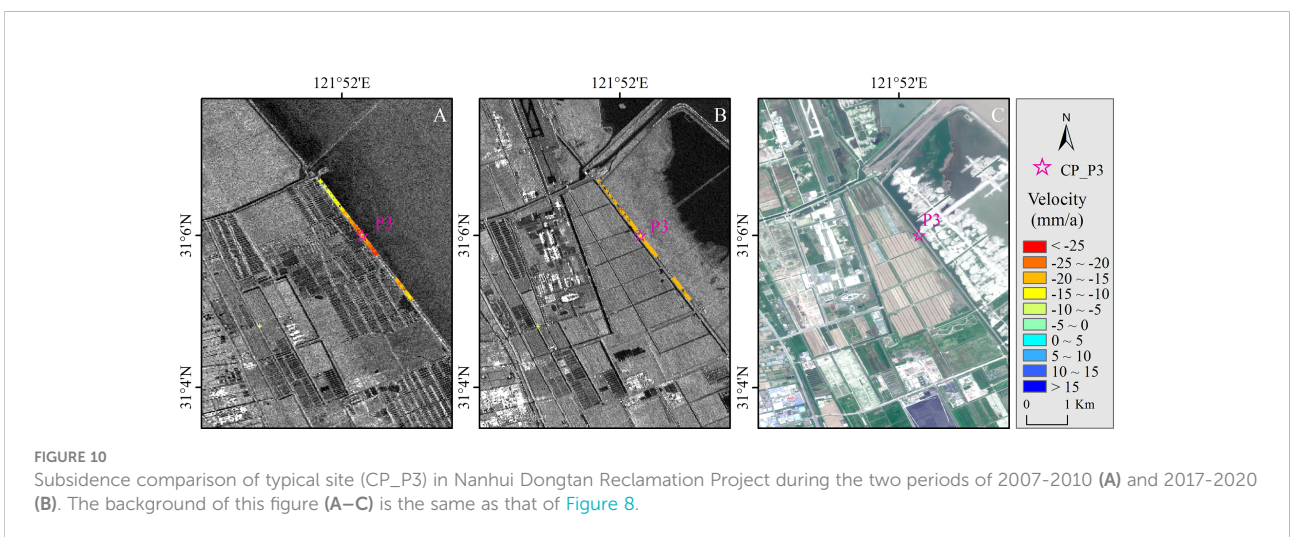 121°52'E
121°52'E
121°52'E
31°6'N
31°4'N
A
P3
31°6'N
31°4'N
B
P3
31°6'N
31°4'N
C
P3
N
CP_P3
Velocity
(mm/a)
< -25
-25 ~ -20
-20 ~ -15
-15 ~ -10
-10 ~ -5
-5 ~ 0
0 ~ 5
5 ~ 10
10 ~ 15
> 15
0 1 Km
FIGURE 10
Subsidence comparison of typical site (CP_P3) in Nanhui Dongtan Reclamation Project during the two periods of 2007-2010 (A) and 2017-2020
(B). The background of this figure (A–C) is the same as that of Figure 8.